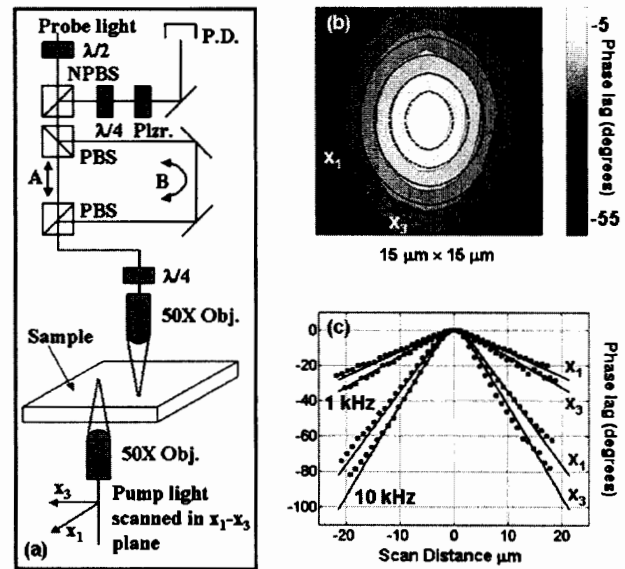 Probe light
λ/2
P.D.
NPBS
λ/4 Plzr.
PBS
A
B
PBS
λ/4
50X Obj.
Sample
50X Obj.
x3
x1
Pump light
scanned in x1-x3
plane
(a)
(b)
X1
X3
15 μm × 15 μm
-5
-55
Phase lag (degrees)
(c)
0
-20
-40
-60
-80
-100
1 kHz
10 kHz
X1
X3
X1
X3
-20 -10 0 10 20
Scan Distance μm
Phase lag (degrees)